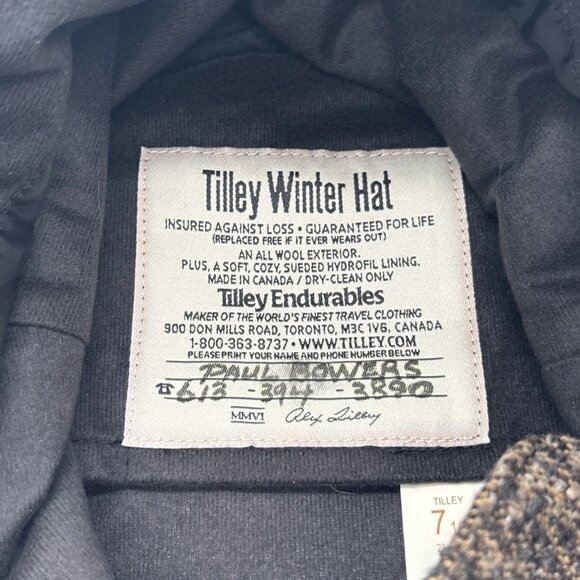 Tilley Winter Hat
INSURED AGAINST LOSS • GUARANTEED FOR LIFE
(REPLACED FREE IF IT EVER WEARS OUT)
AN ALL WOOL EXTERIOR.
PLUS, A SOFT, COZY, SUEDED HYDROFIL LINING.
MADE IN CANADA / DRY-CLEAN ONLY
Tilley Endurables
MAKER OF THE WORLD'S FINEST TRAVEL CLOTHING
900 DON MILLS ROAD, TORONTO, M3C 1V6, CANADA
1-800-363-8737 • WWW.TILLEY.COM
PLEASE PRINT YOUR NAME AND PHONE NUMBER BELOW
PAUL BOWERS
☎ 613 - 394 - 3890
MMVI Alex Tilley
TILLEY
7